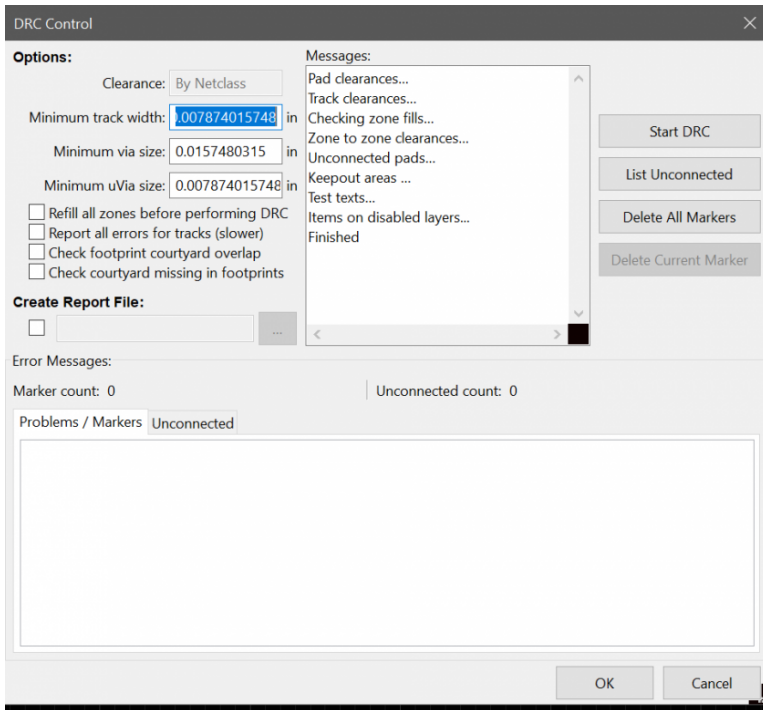 DRC Control
Options:
Clearance: By Netclass
Minimum track width: 0.007874015748 in
Minimum via size: 0.0157480315 in
Minimum uVia size: 0.007874015748 in
Refill all zones before performing DRC
Report all errors for tracks (slower)
Check footprint courtyard overlap
Check courtyard missing in footprints
Create Report File:
...
Messages:
Pad clearances...
Track clearances...
Checking zone fills...
Zone to zone clearances...
Unconnected pads...
Keepout areas ...
Test texts...
Items on disabled layers...
Finished
Start DRC
List Unconnected
Delete All Markers
Delete Current Marker
Error Messages:
Marker count: 0
Unconnected count: 0
Problems / Markers
Unconnected
OK
Cancel